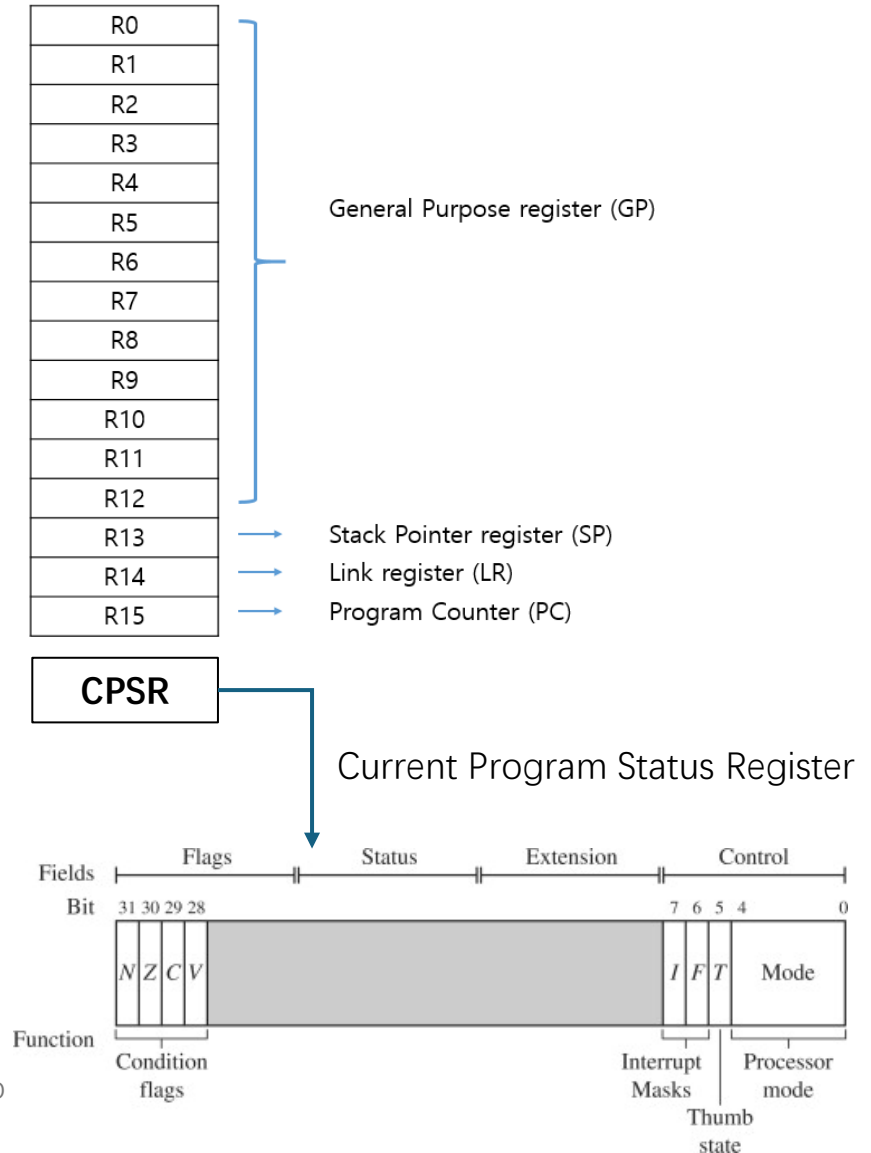 R0
R1
R2
R3
R4
R5
R6
R7
R8
R9
R10
R11
R12
R13
R14
R15
General Purpose register (GP)
Stack Pointer register (SP)
Link register (LR)
Program Counter (PC)
CPSR
Current Program Status Register
Fields Flags Status Extension Control
Bit 31 30 29 28 7 6 5 4 0
N Z C V I F T Mode
Function
Condition flags
Interrupt Masks
Thumb state
Processor mode